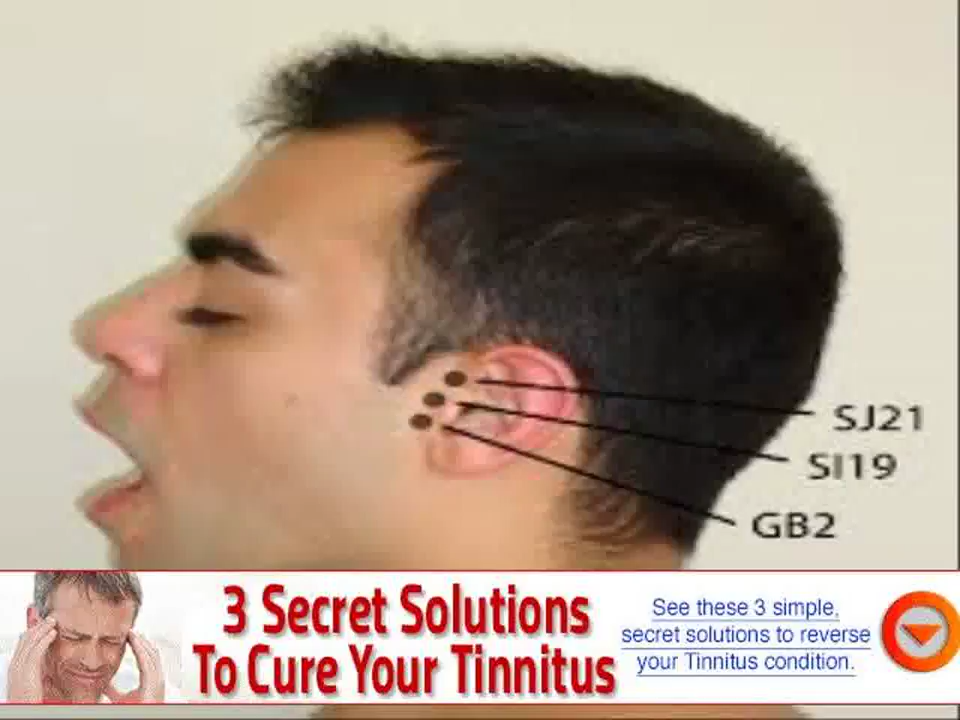 SJ21
SI19
GB2
3 Secret Solutions
To Cure Your Tinnitus
See these 3 simple,
secret solutions to reverse
your Tinnitus condition.